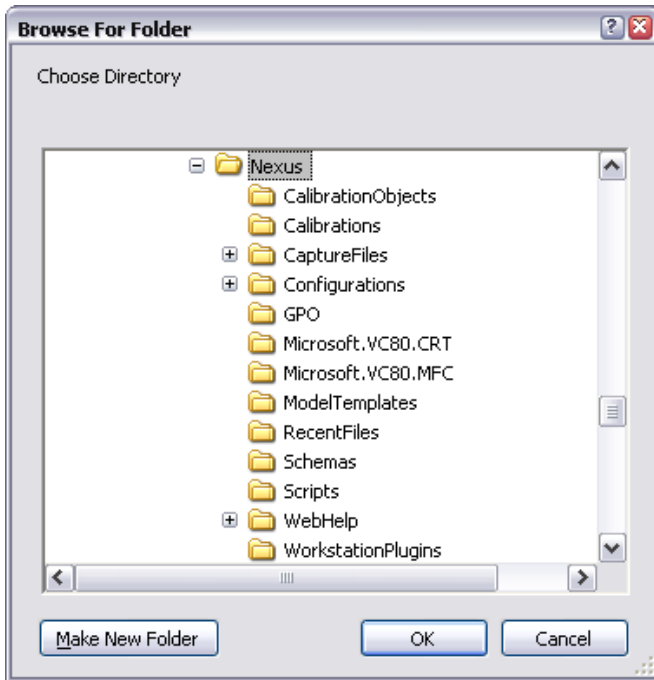 Browse For Folder
Choose Directory
Nexus
CalibrationObjects
Calibrations
CaptureFiles
Configurations
GPO
Microsoft.VC80.CRT
Microsoft.VC80.MFC
ModelTemplates
RecentFiles
Schemas
Scripts
WebHelp
WorkstationPlugins
Make New Folder OK Cancel